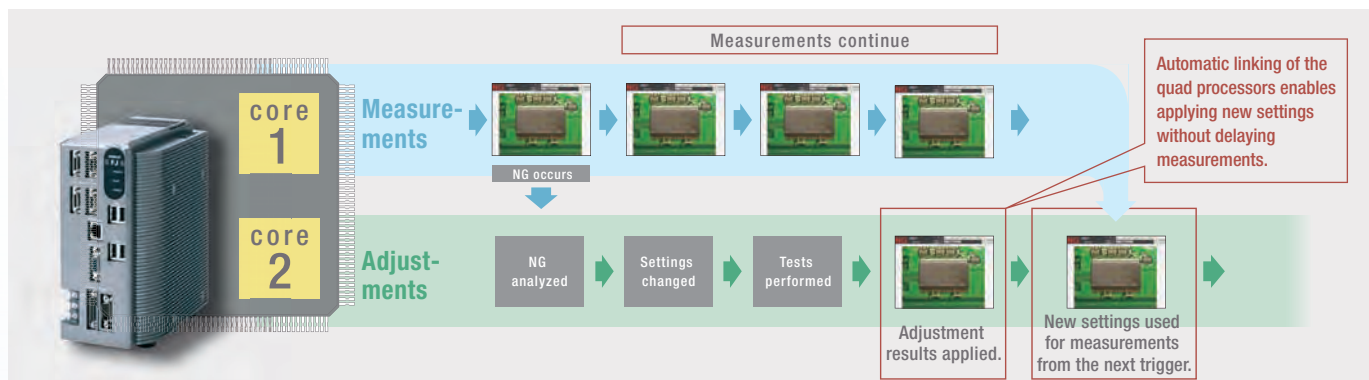 Measurements continue
Automatic linking of the
quad processors enables
applying new settings
without delaying
measurements.
core
1
Measure-
ments
NG occurs
core
2
Adjust-
ments
NG
analyzed
Settings
changed
Tests
performed
Adjustment
results applied.
New settings used
for measurements
from the next trigger.